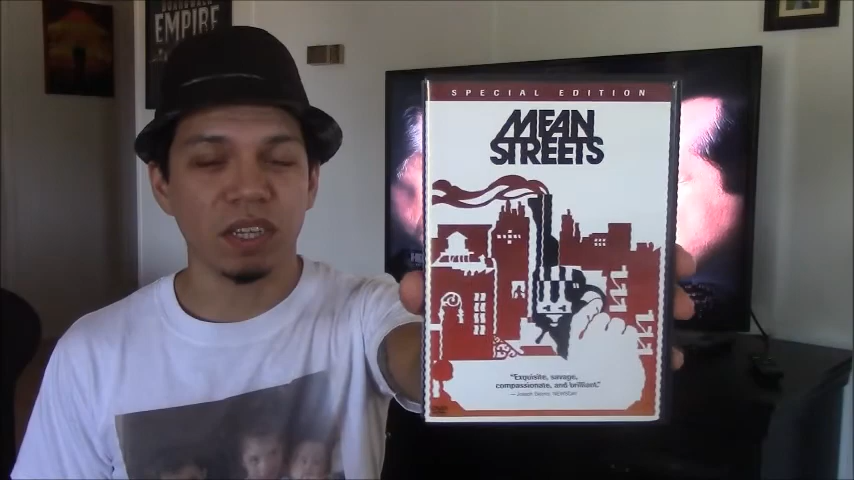 EMPIRE
SPECIAL EDITION
MEAN
STREETS
"Exquisite, savage,
compassionate, and brilliant."